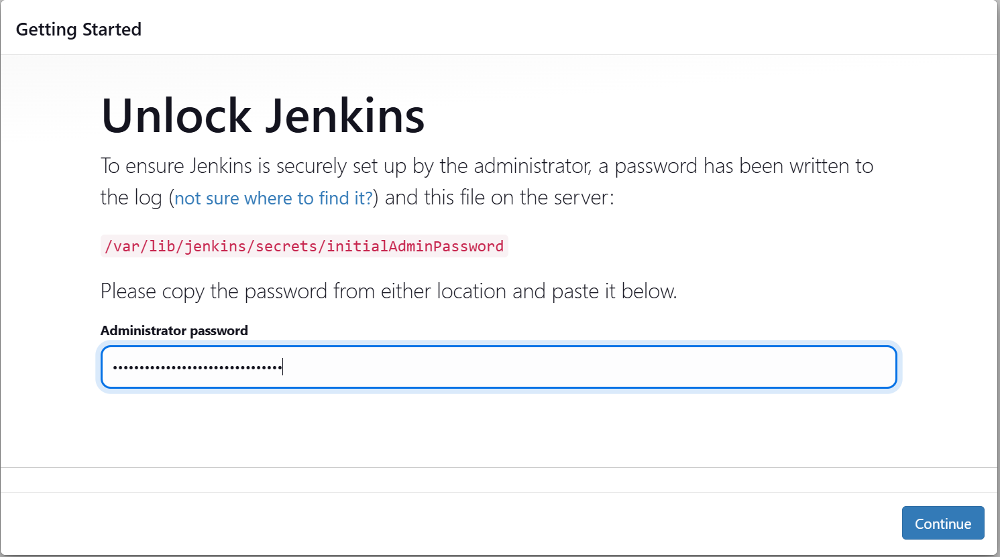 Getting Started
Unlock Jenkins
To ensure Jenkins is securely set up by the administrator, a password has been written to
the log (not sure where to find it?) and this file on the server:
/var/lib/jenkins/secrets/initialAdminPassword
Please copy the password from either location and paste it below.
Administrator password
••••••••••••••••••••••••••••••••
Continue